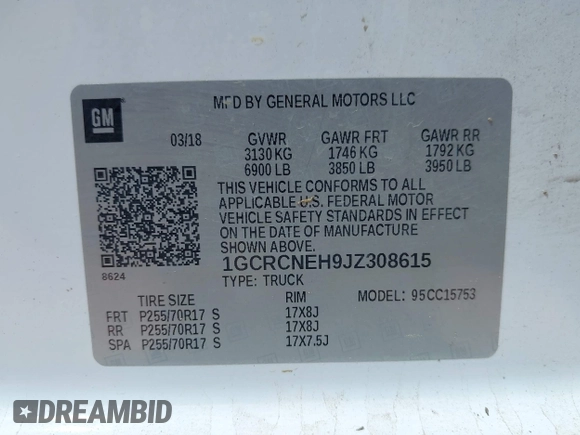 GM
MFD BY GENERAL MOTORS LLC
03/18 GVWR GAWR FRT GAWR RR
3130 KG 1746 KG 1792 KG
6900 LB 3850 LB 3950 LB
THIS VEHICLE CONFORMS TO ALL
APPLICABLE U.S. FEDERAL MOTOR
VEHICLE SAFETY STANDARDS IN EFFECT
ON THE DATE OF MANUFACTURE
SHOWN ABOVE.
1GCRCNEH9JZ308615
8624
TYPE: TRUCK
TIRE SIZE RIM MODEL: 95CC15753
FRT P255/70R17 S 17X8J
RR P255/70R17 S 17X8J
SPA P255/70R17 S 17X7.5J
DREAMBID